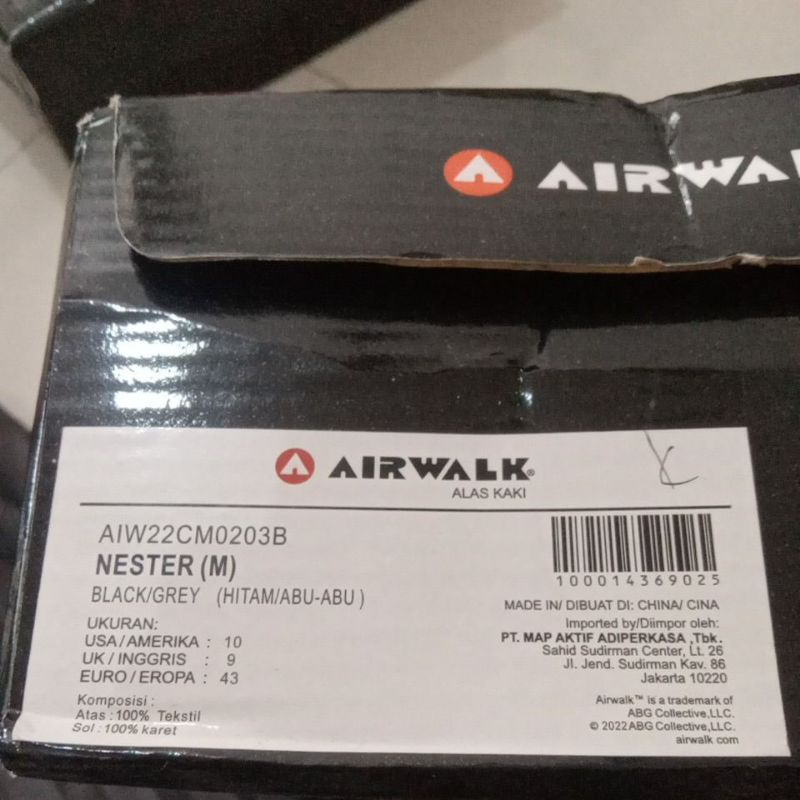 AIRWA
AIRWALK®
ALAS KAKI
AIW22CM0203B
NESTER (M)
BLACK/GREY (HITAM/ABU-ABU )
UKURAN:
USA/AMERIKA : 10
UK / INGGRIS : 9
EURO/EROPA : 43
Komposisi :
Atas : 100% Tekstil
Sol : 100% karet
100014369025
MADE IN/ DIBUAT DI: CHINA/ CINA
Imported by/Diimpor oleh:
PT. MAP AKTIF ADIPERKASA ,Tbk.
Sahid Sudirman Center, Lt. 26
Jl. Jend. Sudirman Kav. 86
Jakarta 10220
Airwalk™ is a trademark of
ABG Collective,LLC.
© 2022ABG Collective,LLC.
airwalk.com